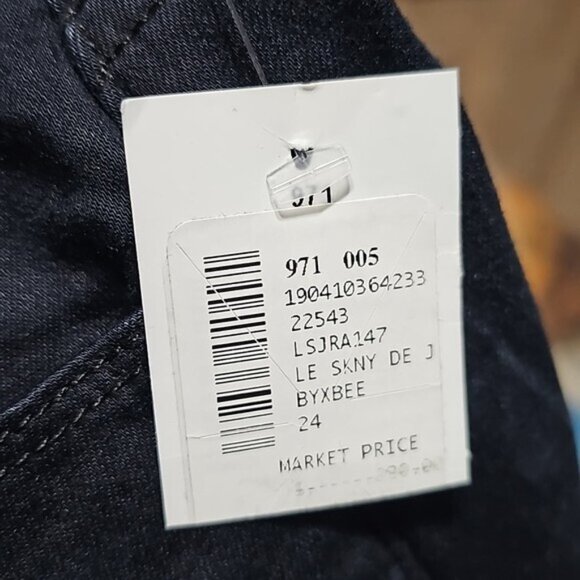 971
971 005
190410364233
22543
LSJRA147
LE SKNY DE J
BYXBEE
24
MARKET PRICE